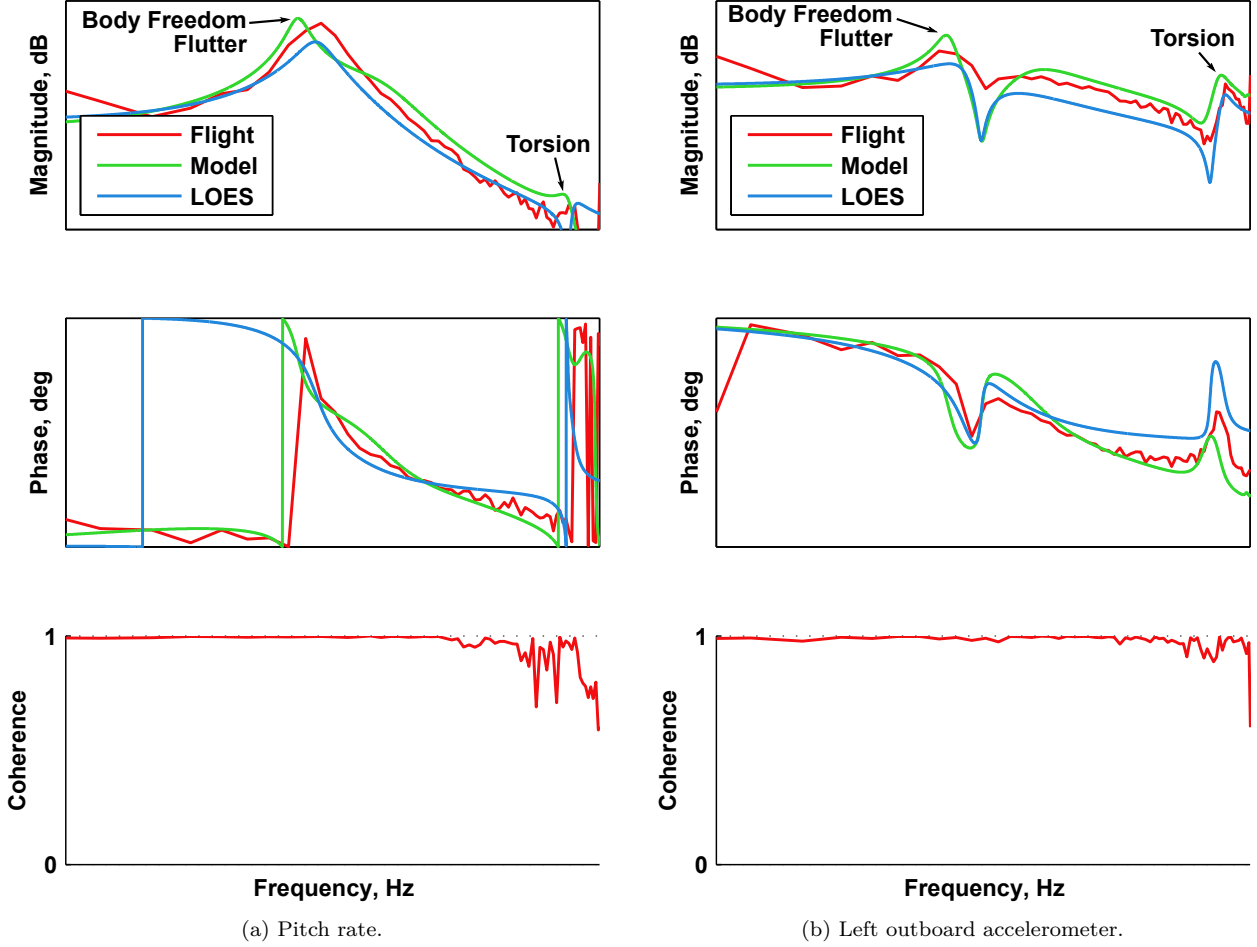 Body Freedom
Flutter
Torsion
Magnitude, dB
Flight
Model
LOES
Phase, deg
1
Coherence
0
Frequency, Hz
(a) Pitch rate.
Body Freedom
Flutter
Torsion
Magnitude, dB
Flight
Model
LOES
Phase, deg
1
Coherence
0
Frequency, Hz
(b) Left outboard accelerometer.